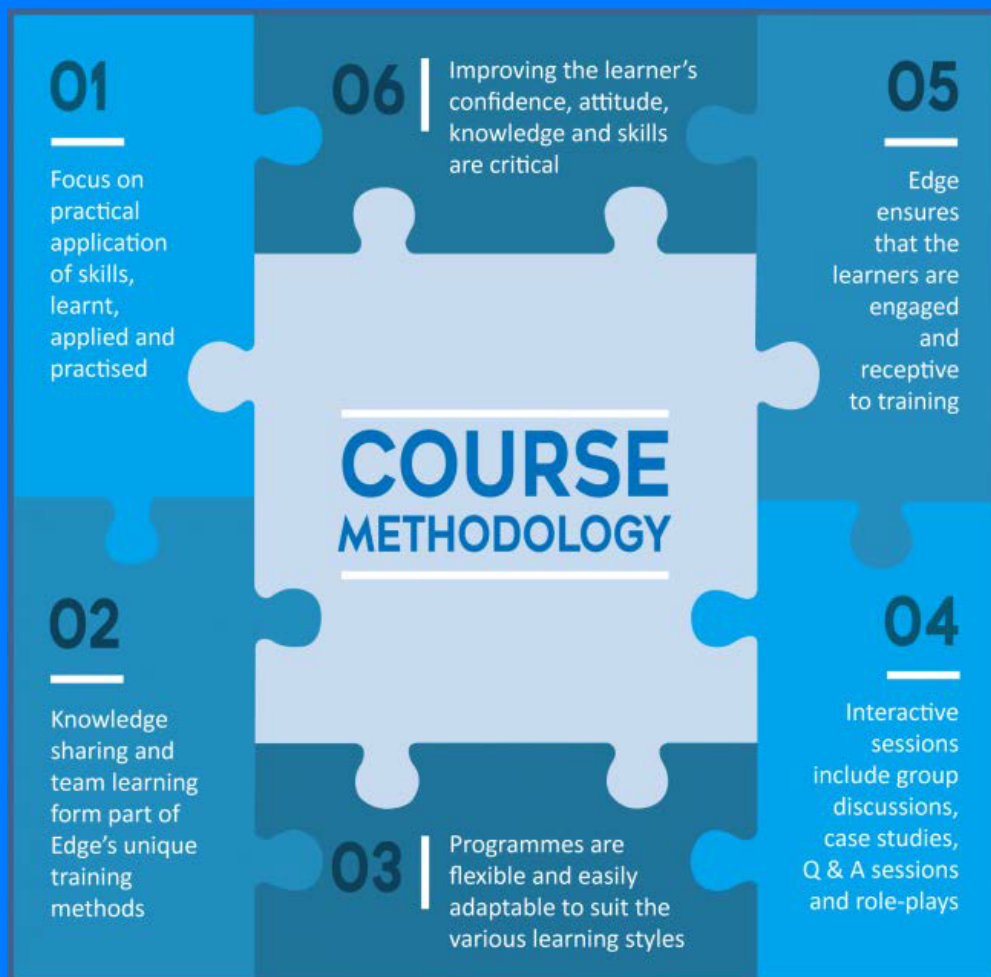 01
Focus on
practical
application
of skills,
learnt,
applied and
practised
02
Knowledge
sharing and
team learning
form part of
Edge's unique
training
methods
03
Programmes are
flexible and easily
adaptable to suit the
various learning styles
04
Interactive
sessions
include group
discussions,
case studies,
Q & A sessions
and role-plays
05
Edge
ensures
that the
learners are
engaged
and
receptive
to training
06
Improving the learner's
confidence, attitude,
knowledge and skills
are critical
COURSE
METHODOLOGY